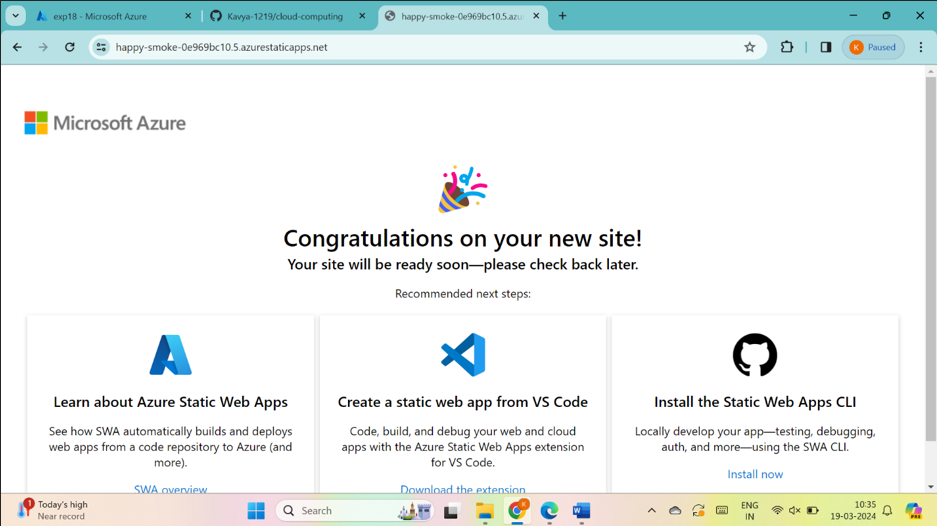 exp18 - Microsoft Azure
Kavya-1219/cloud-computing
happy-smoke-0e969bc10.5.azu
happy-smoke-0e969bc10.5.azurestaticapps.net
K
Paused
Microsoft Azure
Congratulations on your new site!
Your site will be ready soon—please check back later.
Recommended next steps:
Learn about Azure Static Web Apps
See how SWA automatically builds and deploys
web apps from a code repository to Azure (and
more).
SWA overview
Create a static web app from VS Code
Code, build, and debug your web and cloud
apps with the Azure Static Web Apps extension
for VS Code.
Download the extension
Install the Static Web Apps CLI
Locally develop your app—testing, debugging,
auth, and more—using the SWA CLI.
Install now
1
Today's high
Near record
Search
K
W
ENG
IN
10:35
19-03-2024
PRE